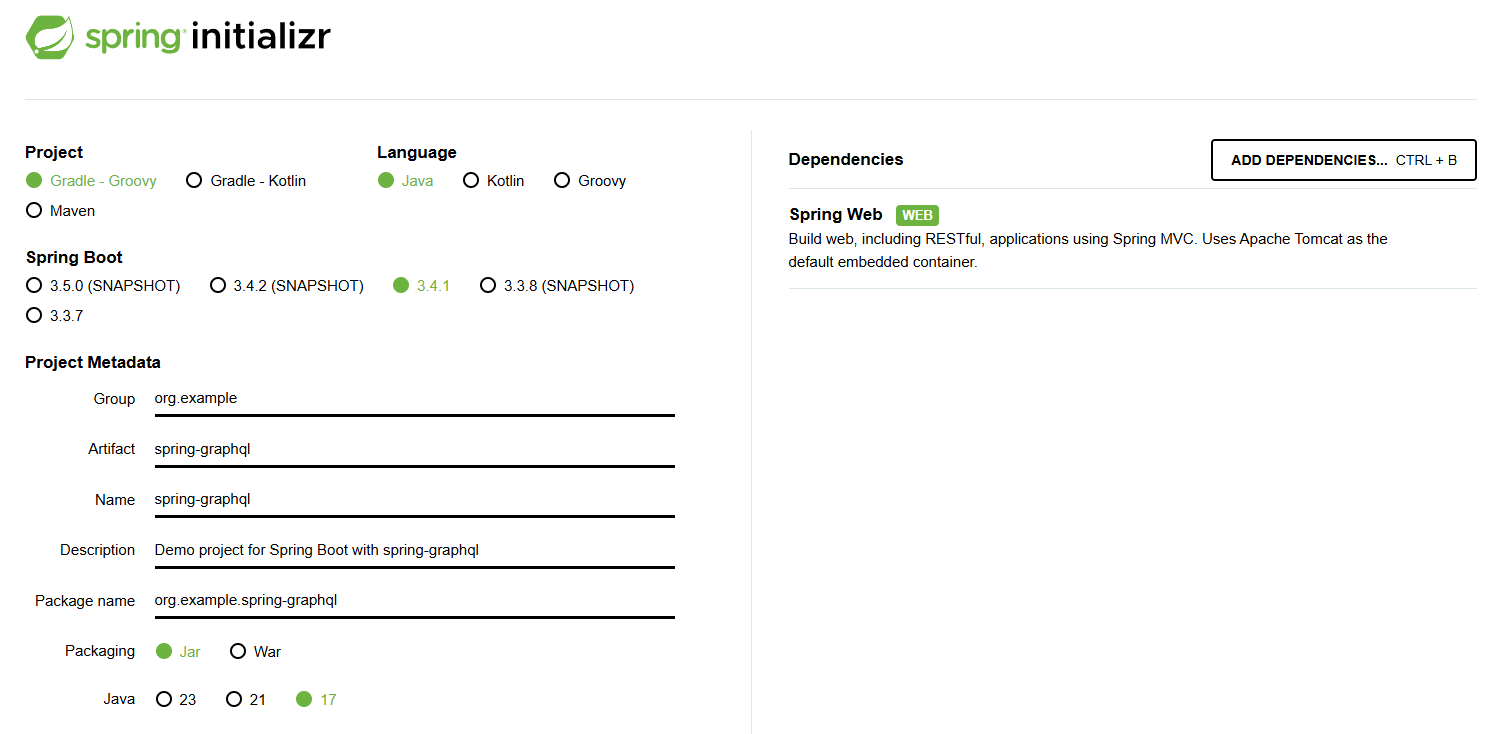 spring initializr
Project
Gradle - Groovy Gradle - Kotlin
Maven
Language
Java Kotlin Groovy
Spring Boot
3.5.0 (SNAPSHOT) 3.4.2 (SNAPSHOT) 3.4.1 3.3.8 (SNAPSHOT)
3.3.7
Project Metadata
Group org.example
Artifact spring-graphql
Name spring-graphql
Description Demo project for Spring Boot with spring-graphql
Package name org.example.spring-graphql
Packaging Jar War
Java 23 21 17
Dependencies ADD DEPENDENCIES... CTRL + B
Spring Web WEB
Build web, including RESTful, applications using Spring MVC. Uses Apache Tomcat as the
default embedded container.